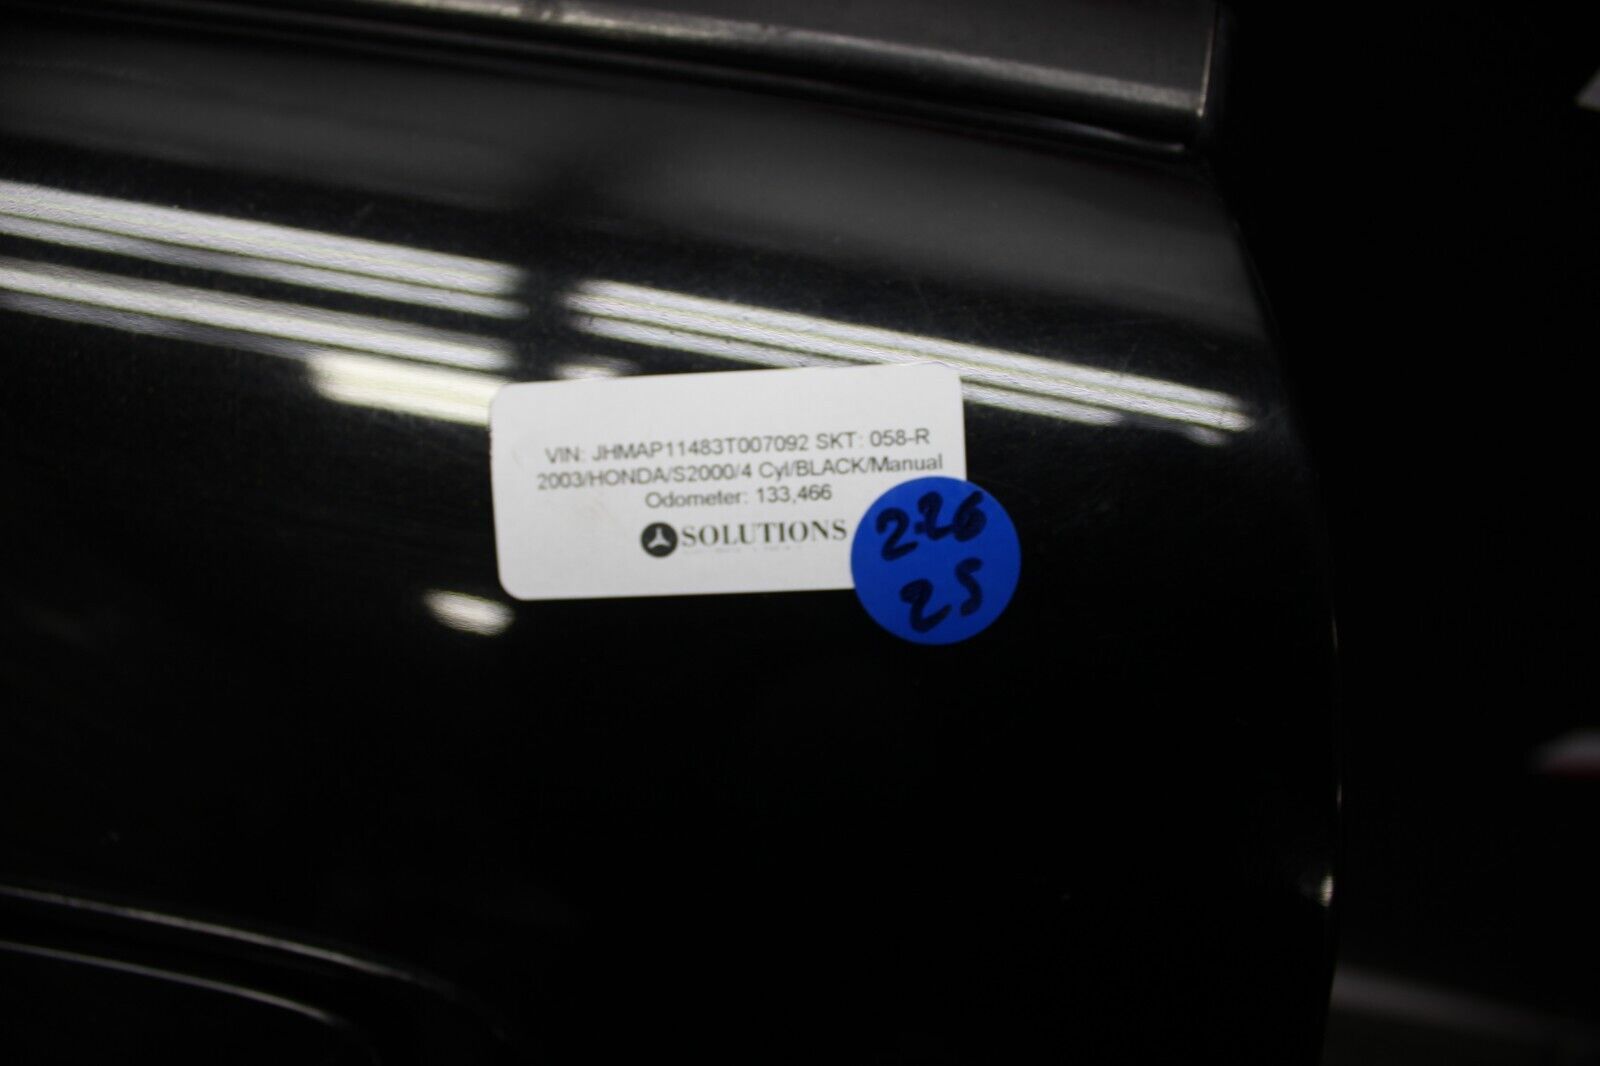 VIN: JHMAP11483T007092 SKT: 058-R
2003/HONDA/S2000/4 Cyl/BLACK/Manual
Odometer: 133,466
SOLUTIONS
2-26
25